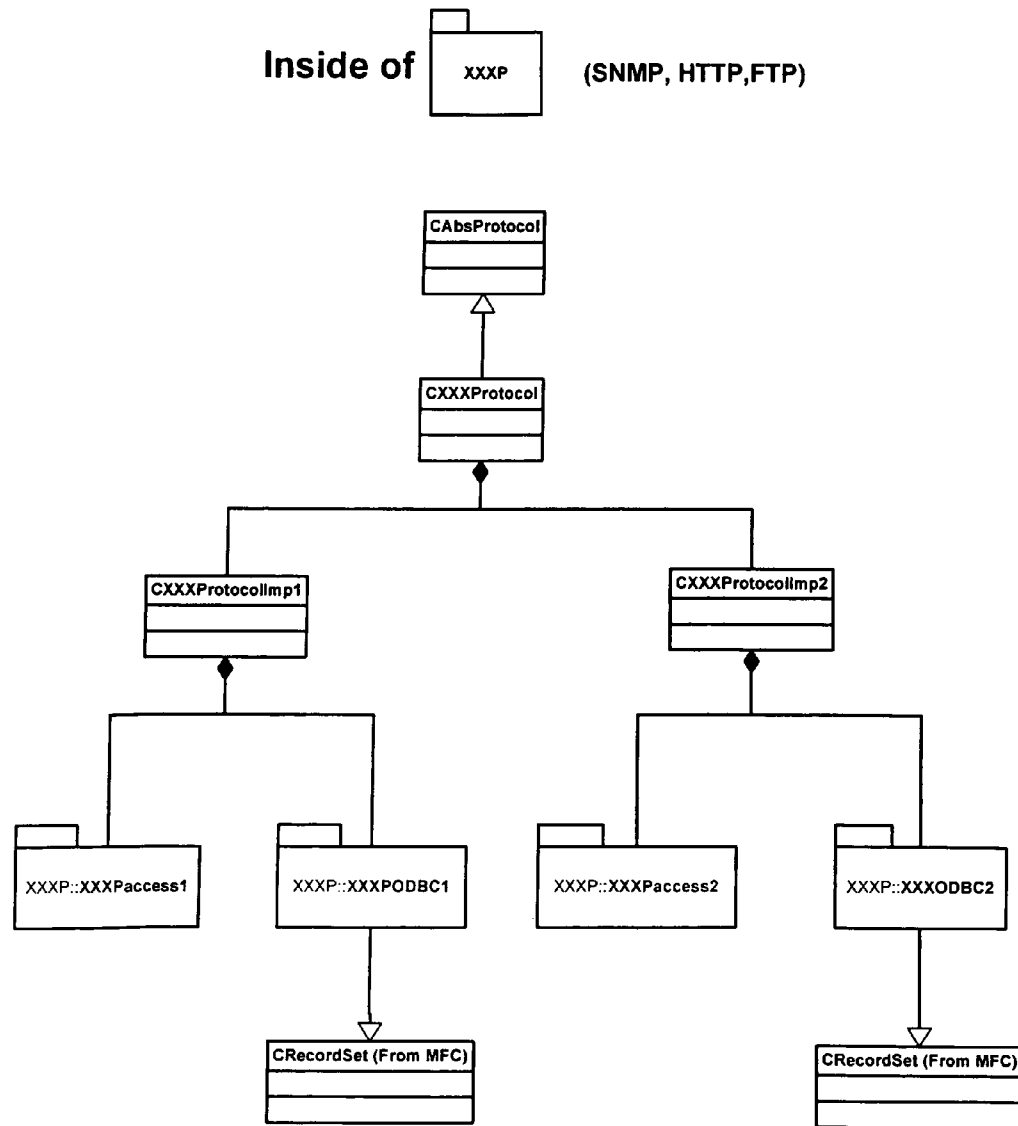 Inside of XXXP (SNMP, HTTP,FTP)
CAbsProtocol
CXXXProtocol
CXXXProtocolImp1
CXXXProtocolImp2
XXXP::XXXPaccess1
XXXP::XXXPODBC1
XXXP::XXXPaccess2
XXXP::XXXODBC2
CRecordSet (From MFC)
CRecordSet (From MFC)